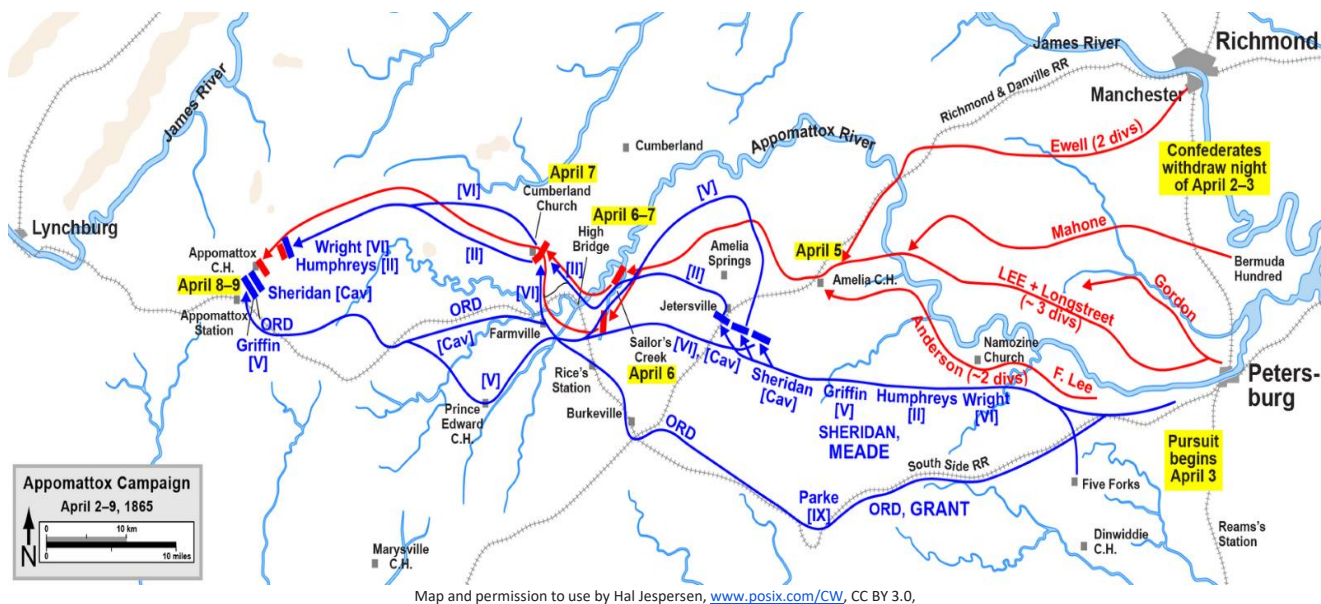 James River
Richmond
Manchester
Richmond & Danville RR
James River
Appomattox River
Cumberland
Ewell (2 divs)
Confederates
withdraw night
of April 2–3
April 7
Cumberland
Church
[VI]
[V]
April 6–7
High
Bridge
Mahone
Lynchburg
Appomattox
C.H.
Wright [VI]
Humphreys [II]
[II]
[II]
Amelia
Springs
[II]
April 5
Amelia C.H.
Bermuda
Hundred
LEE + Longstreet
(~ 3 divs)
Gordon
April 8–9
Sheridan [Cav]
Appomattox
Station
ORD
Griffin
[V]
ORD
[Cav]
[VI]
Farmville
Jetersville
Sailor's
Creek
April 6
[VI], [Cav]
Anderson (~2 divs)
Namozine
Church
F. Lee
Peters-
burg
[V]
Rice's
Station
Prince
Edward
C.H.
Burkeville
ORD
Sheridan
[Cav]
Griffin
[V]
Humphreys
[II]
Wright
[VI]
SHERIDAN,
MEADE
South Side RR
Pursuit
begins
April 3
Five Forks
Parke
[IX]
ORD, GRANT
Dinwiddie
C.H.
Reams's
Station
Marysville
C.H.
Appomattox Campaign
April 2–9, 1865
N
0
10 km
0
10 miles
Map and permission to use by Hal Jespersen, www.posix.com/CW, CC BY 3.0,